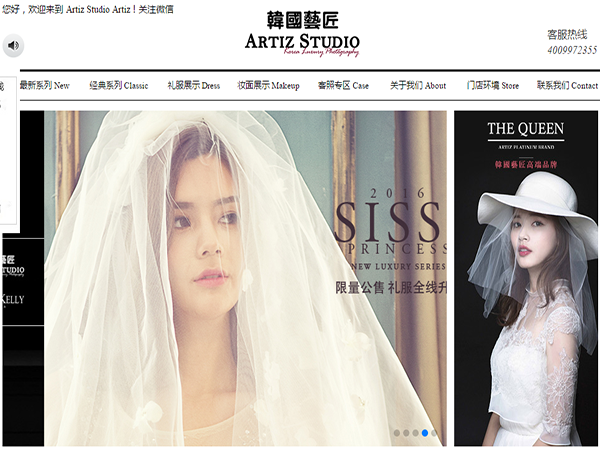 您好，欢迎来到 Artiz Studio Artiz！关注微信
韓國藝匠
ARTIZ STUDIO
Korea Luxury Photography
客服热线
4009972355
最新系列 New 经典系列 Classic 礼服展示 Dress 妆面展示 Makeup 客照专区 Case 关于我们 About 门店环境 Store 联系我们 Contact
2016
SISS
PRINCESS
NEW LUXURY SERIES
限量公售 礼服全线升
THE QUEEN
ARTIZ PLATINUM BRAND
韓國藝匠高端品牌
藝匠
STUDIO
KELLY